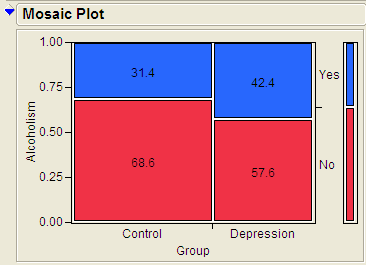 Mosaic Plot
1.00
0.75
0.50
0.25
0.00
Alcoholism
31.4
42.4
68.6
57.6
Yes
No
Control
Depression
Group